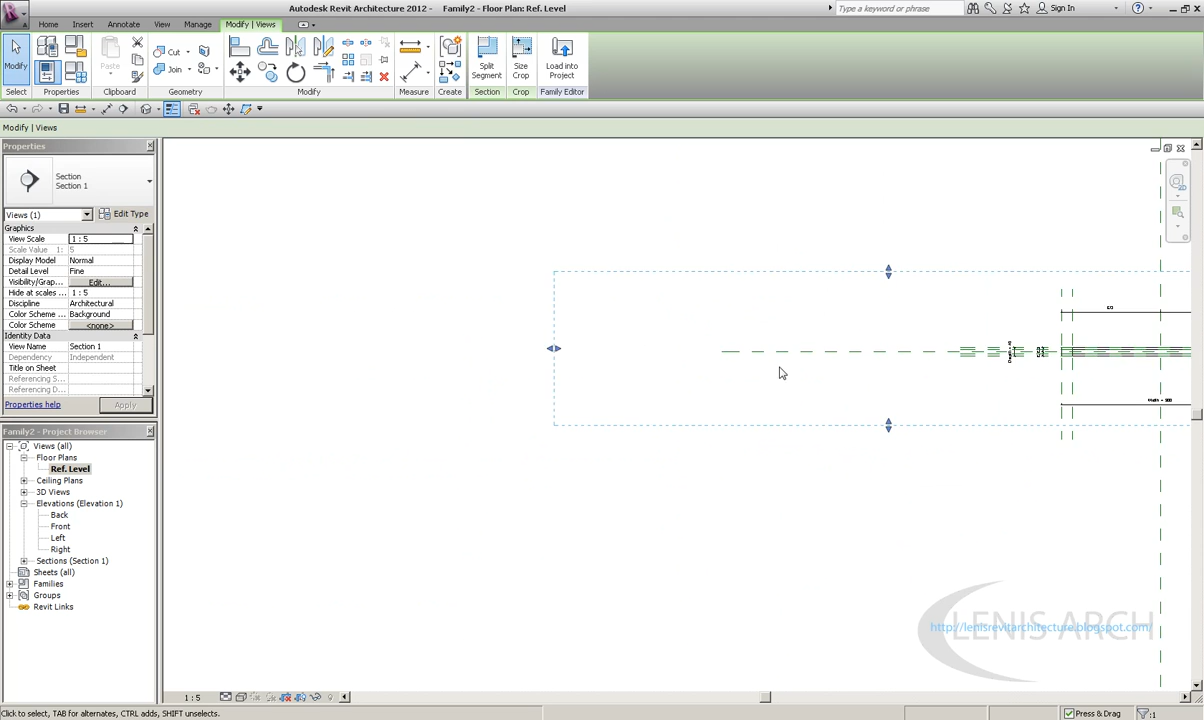 Autodesk Revit Architecture 2012 - Family2 - Floor Plan: Ref. Level
Type a keyword or phrase
Sign In
Home Insert Annotate View Manage Modify | Views
Modify
Paste
Cut
Join
Split Segment
Size Crop
Load into Project
Select Properties Clipboard Geometry Modify Measure Create Section Crop Family Editor
Modify | Views
Properties
Section
Section 1
Views (1)
Edit Type
Graphics
View Scale 1 : 5
Scale Value 1: 5
Display Model Normal
Detail Level Fine
Visibility/Grap... Edit...
Hide at scales ... 1 : 5
Discipline Architectural
Color Scheme ... Background
Color Scheme <none>
Identity Data
View Name Section 1
Dependency Independent
Title on Sheet
Referencing S...
Referencing D...
Properties help
Apply
Family2 - Project Browser
Views (all)
Floor Plans
Ref. Level
Ceiling Plans
3D Views
Elevations (Elevation 1)
Back
Front
Left
Right
Sections (Section 1)
Sheets (all)
Families
Groups
Revit Links
LENIS ARCH
http://lenisrevitarchitecture.blogspot.com/
1 : 5
Click to select, TAB for alternates, CTRL adds, SHIFT unselects.
Press & Drag
:1